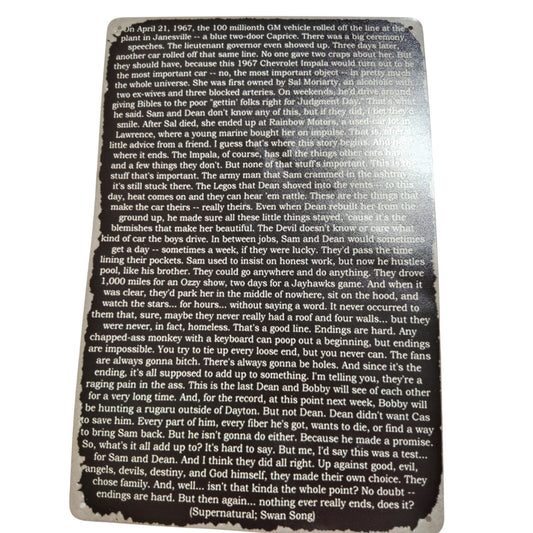 On April 21, 1967, the 100 millionth GM vehicle rolled off the line at the
plant in Janesville -- a blue two-door Caprice. There was a big ceremony,
speeches. The lieutenant governor even showed up. Three days later,
another car rolled off that same line. No one gave two craps about her. But
they should have, because this 1967 Chevrolet Impala would turn out to be
the most important car -- no, the most important object -- in pretty much
the whole universe. She was first owned by Sal Moriarty, an alcoholic with
two ex-wives and three blocked arteries. On weekends, he'd drive around
giving Bibles to the poor "gettin' folks right for Judgment Day." That's what
he said. Sam and Dean don't know any of this, but if they did, I bet they'd
smile. After Sal died, she ended up at Rainbow Motors, a used car lot in
Lawrence, where a young marine bought her on impulse. That is, after a
little advice from a friend. I guess that's where this story begins. And
where it ends. The Impala, of course, has all the things other cars have...
and a few things they don't. But none of that stuff's important. This is the
stuff that's important. The army man that Sam crammed in the ashtray --
it's still stuck there. The Legos that Dean shoved into the vents -- to this
day, heat comes on and they can hear 'em rattle. These are the things that
make the car theirs -- really theirs. Even when Dean rebuilt her from the
ground up, he made sure all these little things stayed, 'cause it's the
blemishes that make her beautiful. The Devil doesn't know or care what
kind of car the boys drive. In between jobs, Sam and Dean would sometimes
get a day -- sometimes a week, if they were lucky. They'd pass the time
lining their pockets. Sam used to insist on honest work, but now he hustles
pool, like his brother. They could go anywhere and do anything. They drove
1,000 miles for an Ozzy show, two days for a Jayhawks game. And when it
was clear, they'd park her in the middle of nowhere, sit on the hood, and
watch the stars... for hours... without saying a word. It never occurred to
them that, sure, maybe they never really had a roof and four walls... but they
were never, in fact, homeless. That's a good line. Endings are hard. Any
chapped-ass monkey with a keyboard can poop out a beginning, but endings
are impossible. You try to tie up every loose end, but you never can. The fans
are always gonna bitch. There's always gonna be holes. And since it's the
ending, it's all supposed to add up to something. I'm telling you, they're a
raging pain in the ass. This is the last Dean and Bobby will see of each other
for a very long time. And, for the record, at this point next week, Bobby will
be hunting a rugaru outside of Dayton. But not Dean. Dean didn't want Cas
to save him. Every part of him, every fiber he's got, wants to die, or find a way
to bring Sam back. But he isn't gonna do either. Because he made a promise.
So, what's it all add up to? It's hard to say. But me, I'd say this was a test...
for Sam and Dean. And I think they did all right. Up against good, evil,
angels, devils, destiny, and God himself, they made their own choice. They
chose family. And, well... isn't that kinda the whole point? No doubt --
endings are hard. But then again... nothing ever really ends, does it?
(Supernatural; Swan Song)